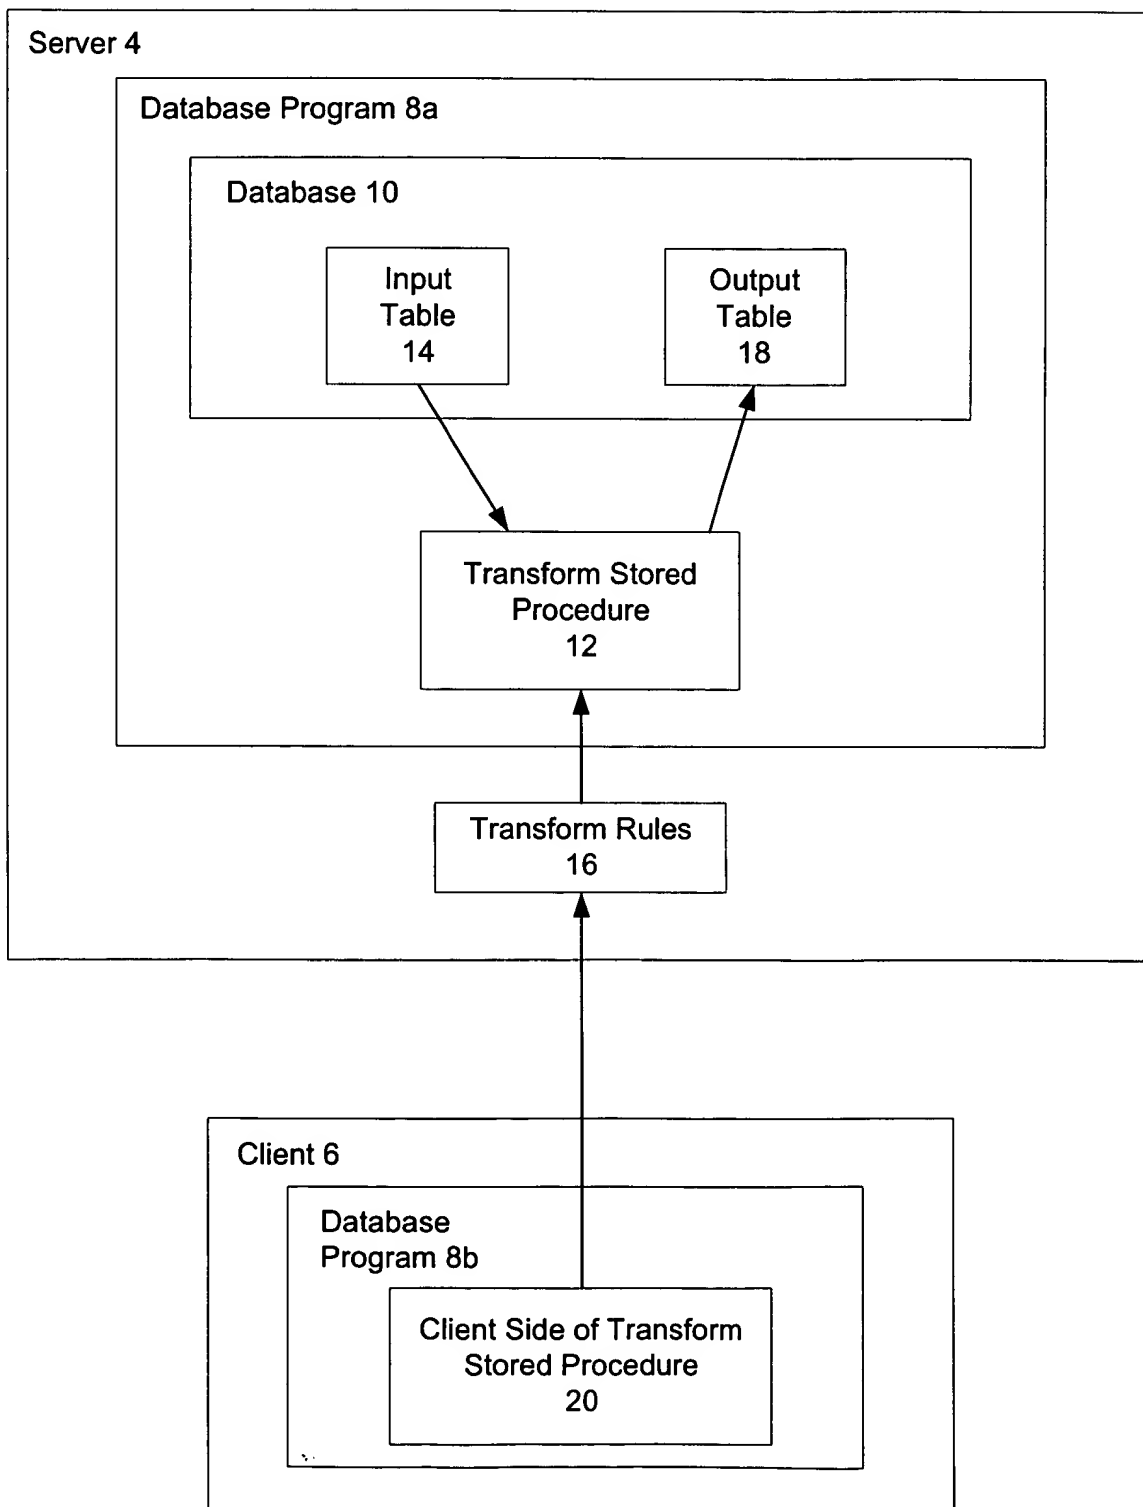 Server 4
Database Program 8a
Database 10
Input
Table
14
Output
Table
18
Transform Stored
Procedure
12
Transform Rules
16
Client 6
Database
Program 8b
Client Side of Transform
Stored Procedure
20